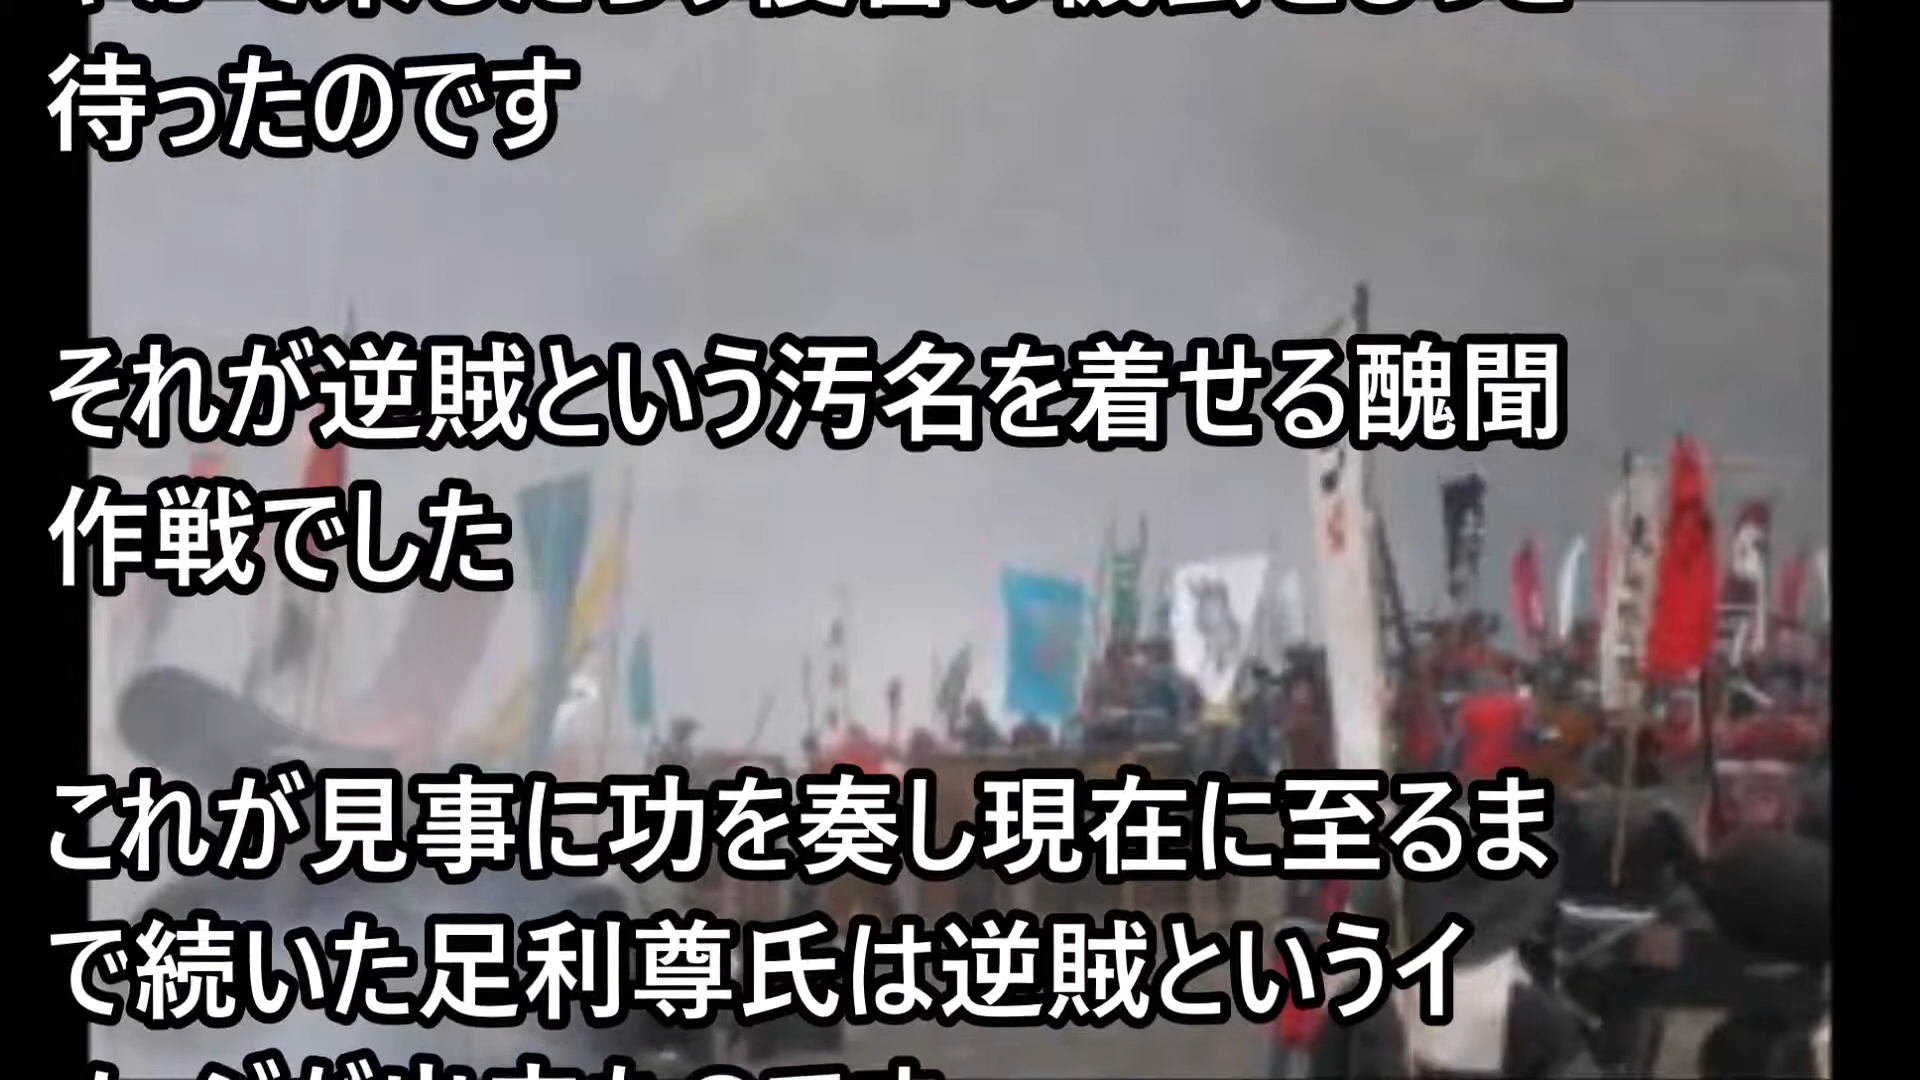 待ったのです
それが逆賊という汚名を着せる醜聞
作戦でした
これが見事に功を奏し現在に至るま
で続いた足利尊氏は逆賊というイ